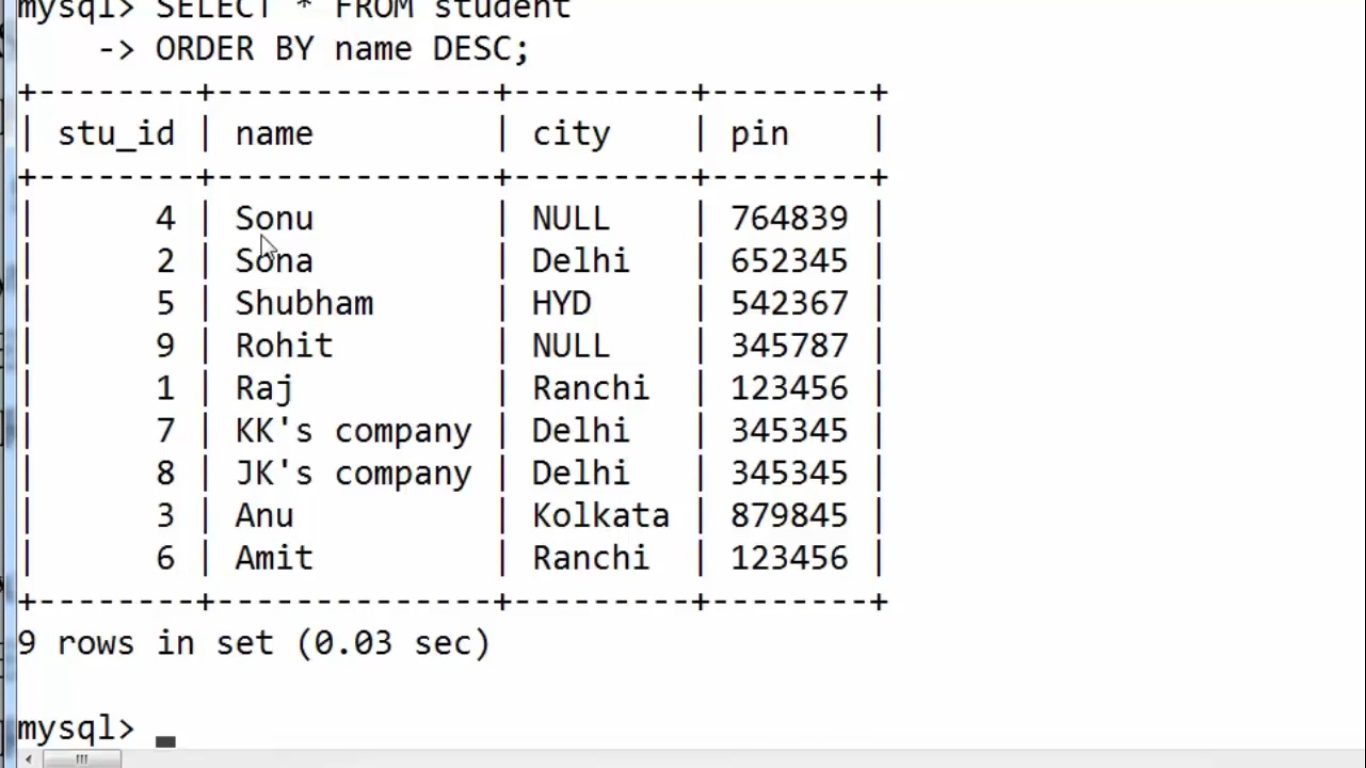 mysql> SELECT * FROM student
    -> ORDER BY name DESC;
+--------+--------------+---------+--------+
| stu_id | name         | city    | pin    |
+--------+--------------+---------+--------+
|      4 | Sonu         | NULL    | 764839 |
|      2 | Sona         | Delhi   | 652345 |
|      5 | Shubham      | HYD     | 542367 |
|      9 | Rohit        | NULL    | 345787 |
|      1 | Raj          | Ranchi  | 123456 |
|      7 | KK's company | Delhi   | 345345 |
|      8 | JK's company | Delhi   | 345345 |
|      3 | Anu          | Kolkata | 879845 |
|      6 | Amit         | Ranchi  | 123456 |
+--------+--------------+---------+--------+
9 rows in set (0.03 sec)

mysql>